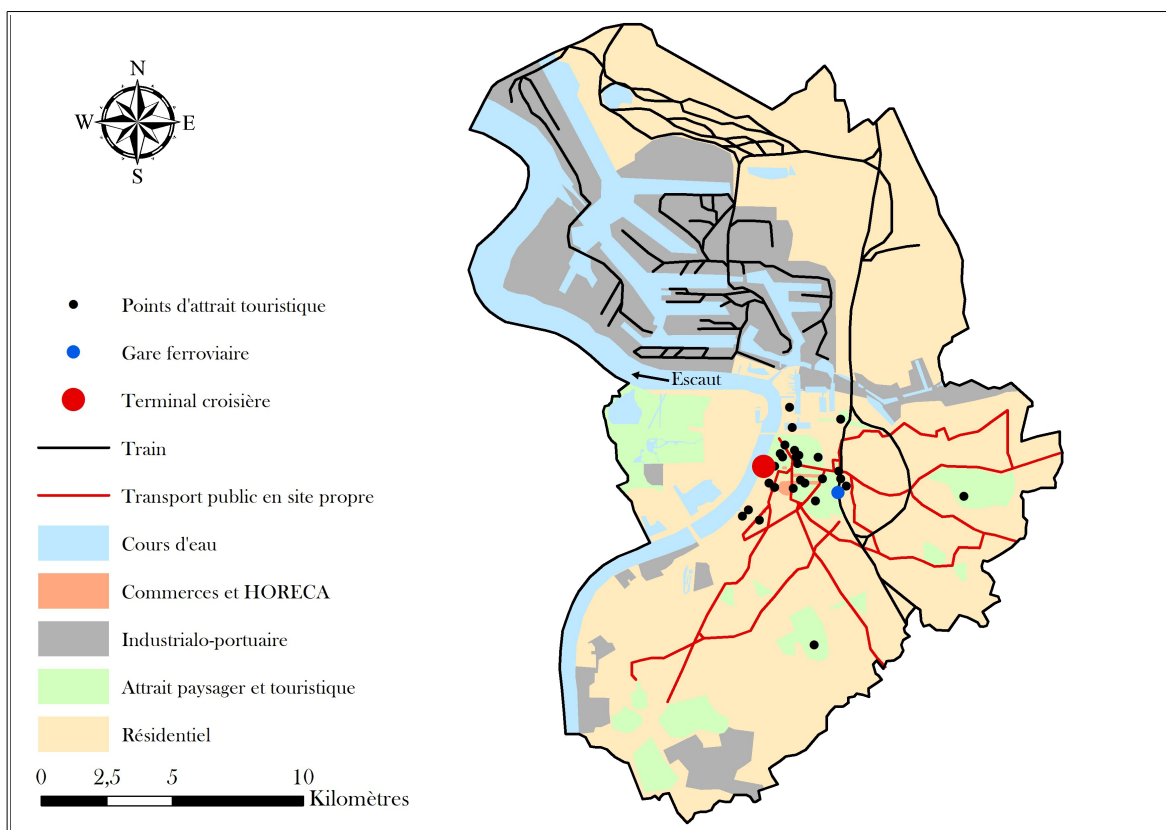 N
W E
S
Points d'attrait touristique
Gare ferroviaire
Terminal croisière
Train
Transport public en site propre
Cours d'eau
Commerces et HORECA
Industrialo-portuaire
Attrait paysager et touristique
Résidentiel
0 2,5 5 10
Kilomètres
Escaut